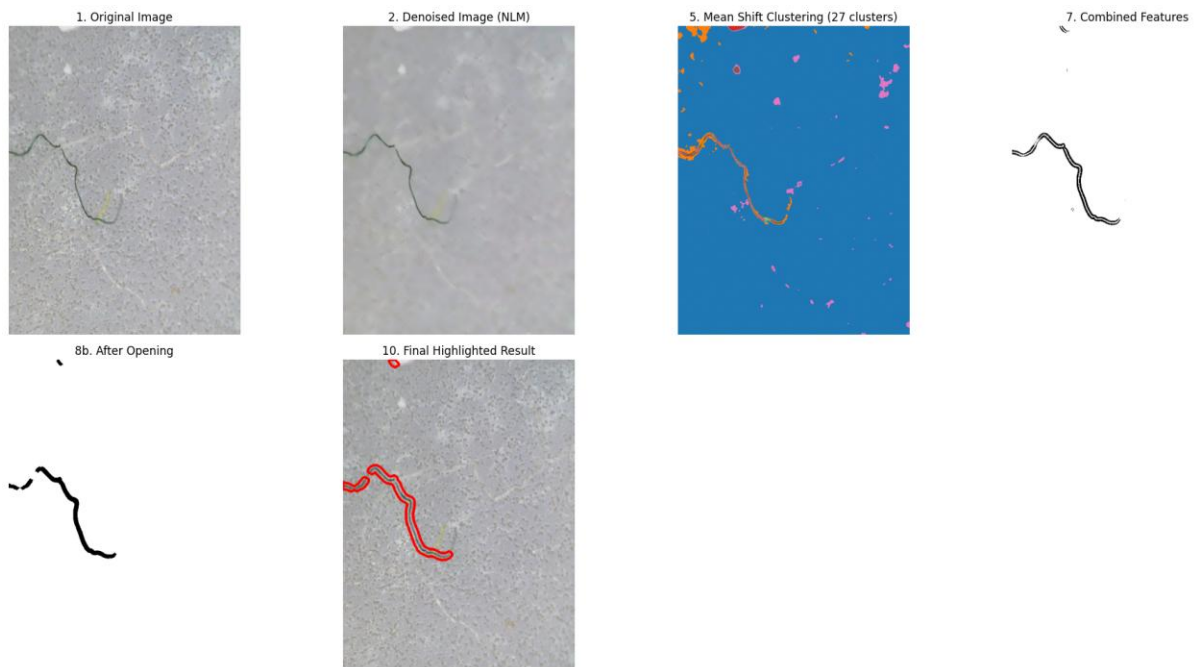 1. Original Image
2. Denoised Image (NLM)
5. Mean Shift Clustering (27 clusters)
7. Combined Features
8b. After Opening
10. Final Highlighted Result